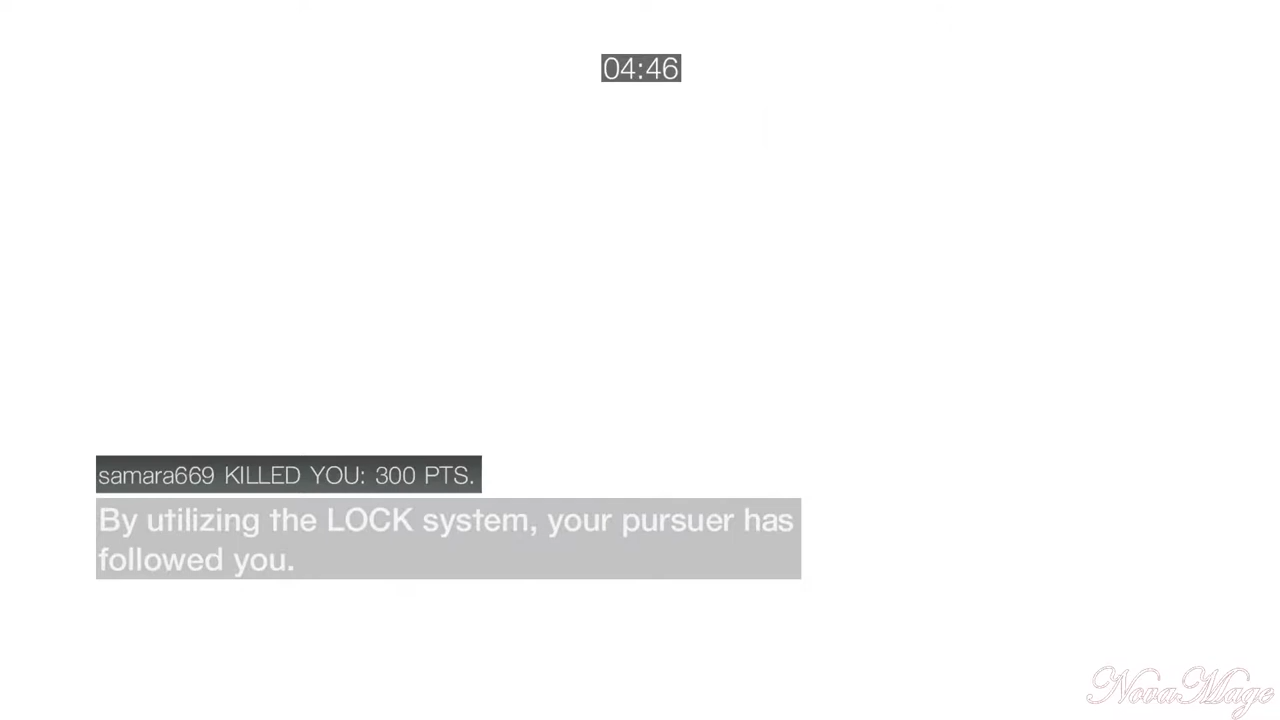 04:46
samara669 KILLED YOU: 300 PTS.
By utilizing the LOCK system, your pursuer has
followed you.
NovaMage